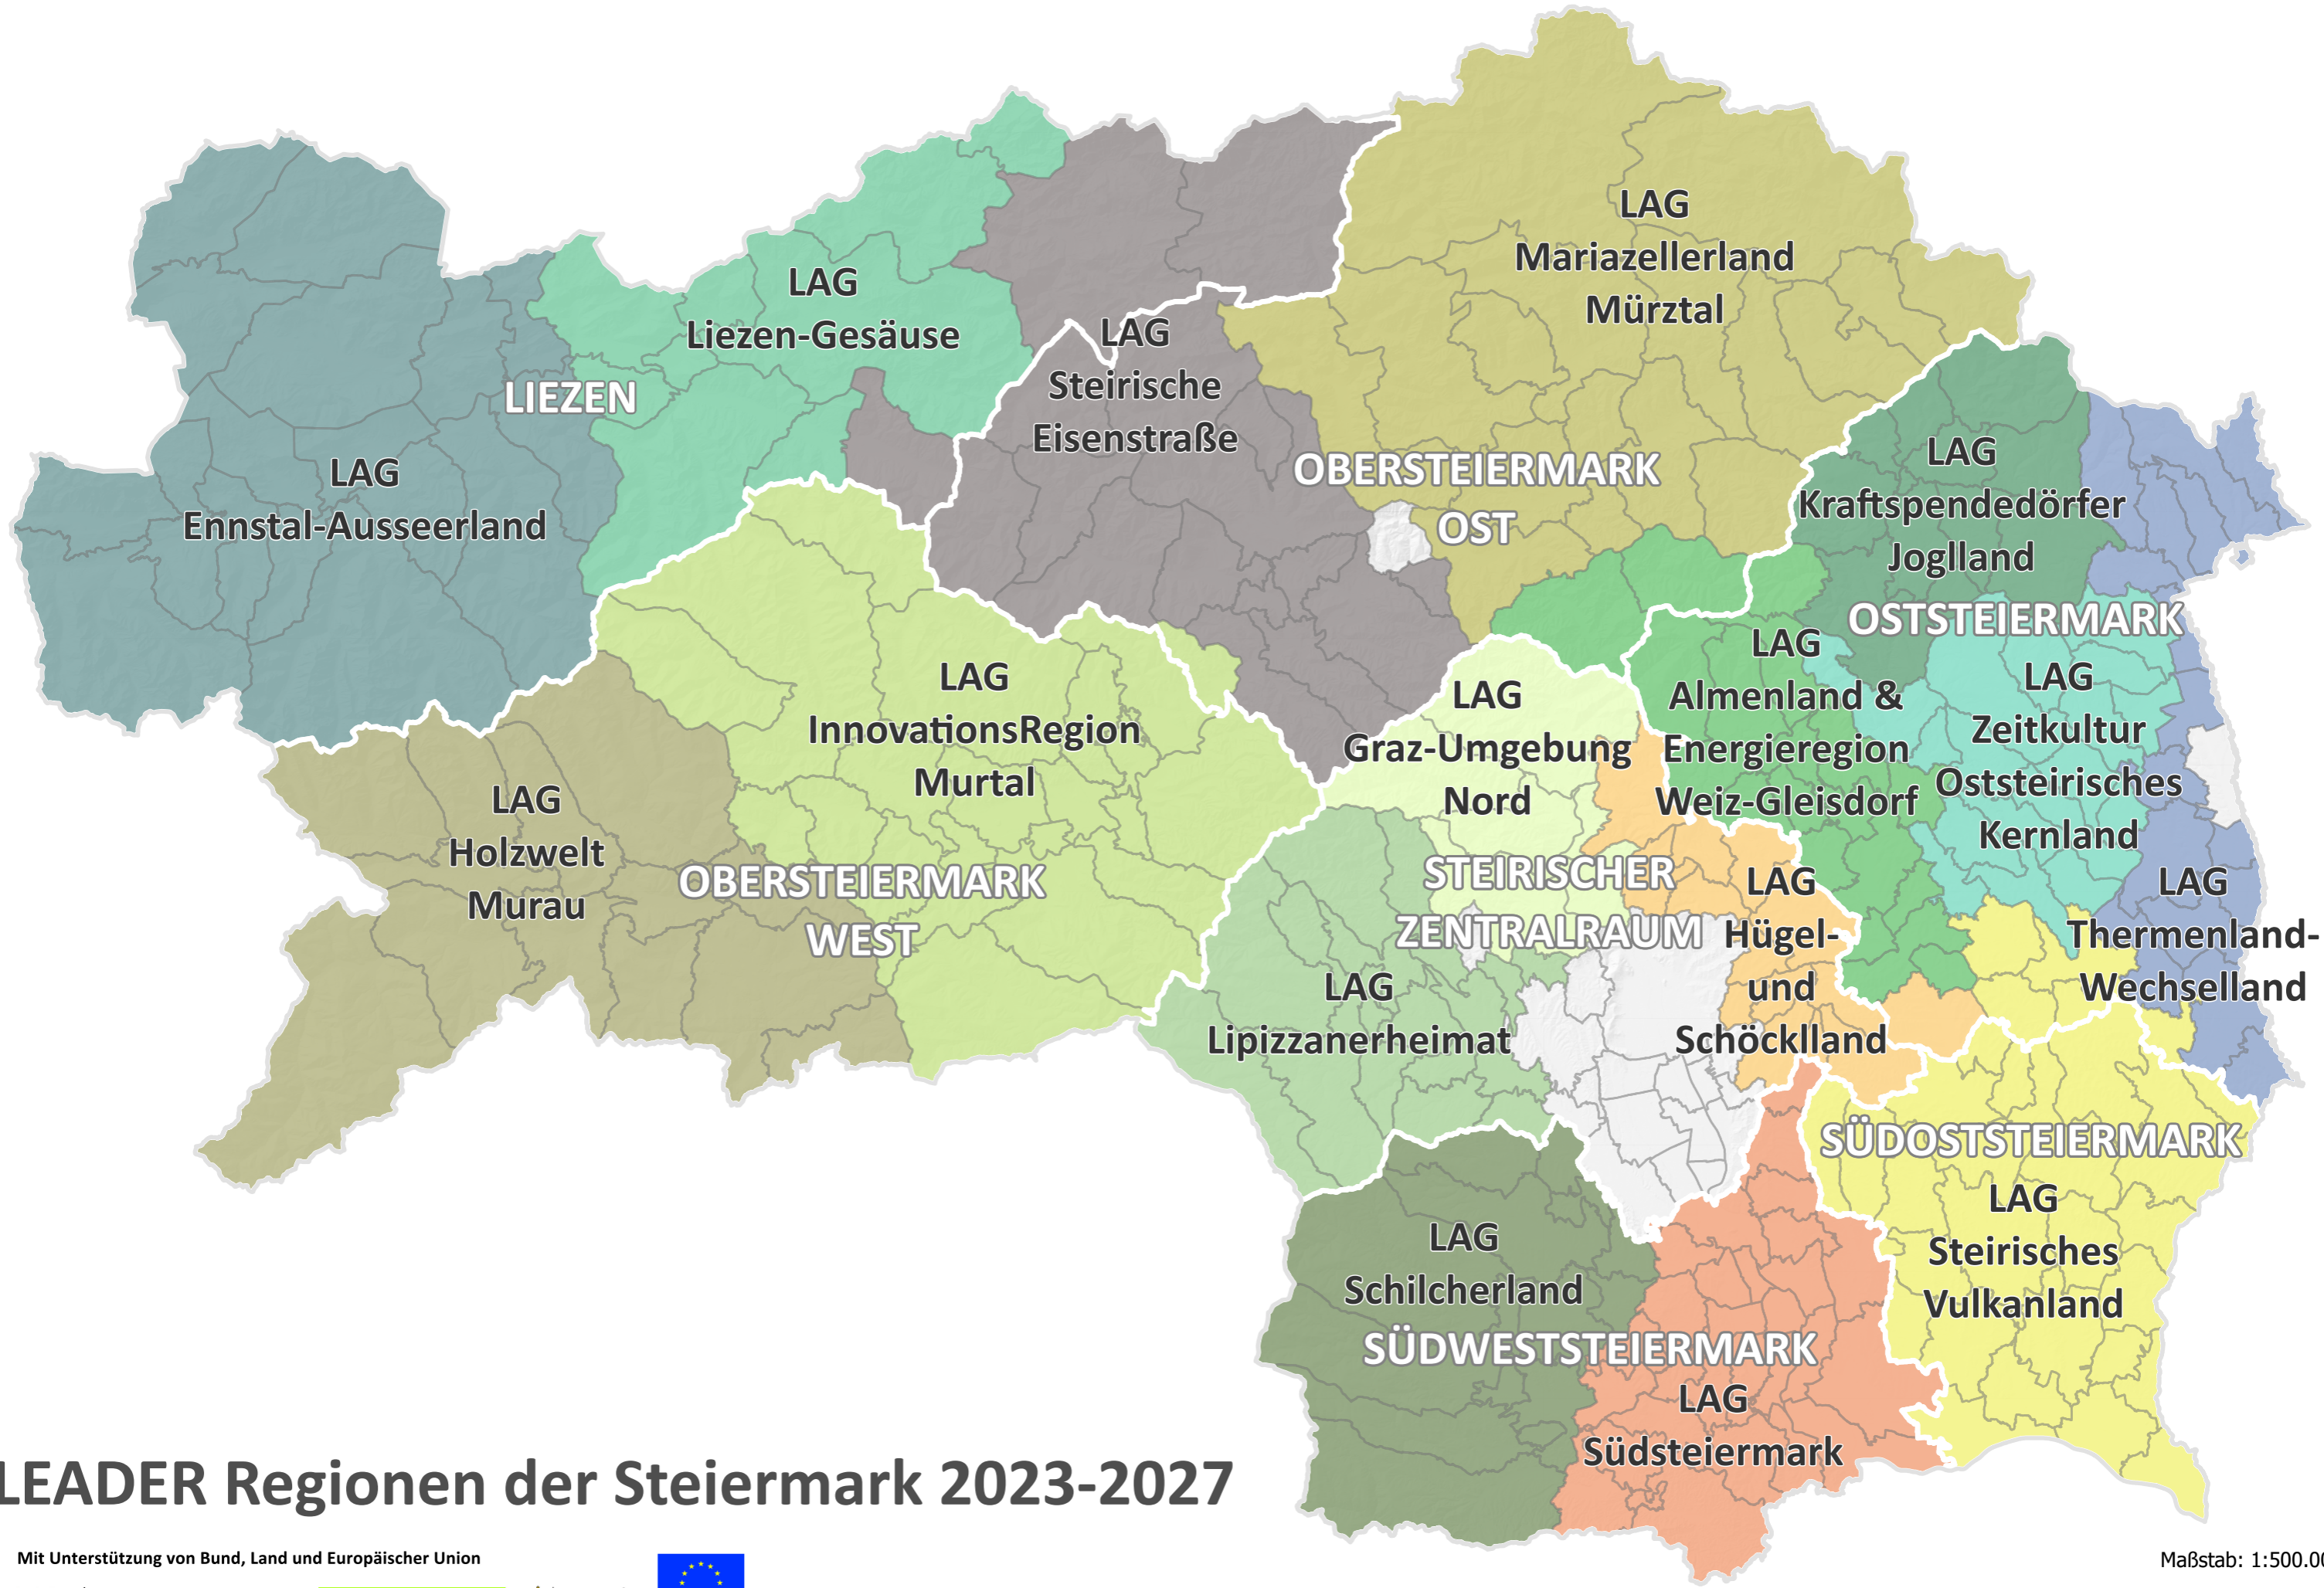 LAG
Mariazellerland
Mürztal
LAG
Liezen-Gesäuse
LAG
Steirische
Eisenstraße
LIEZEN
LAG
Ennstal-Ausseerland
OBERSTEIERMARK
OST
LAG
Kraftspendedörfer
Joglland
OSTSTEIERMARK
LAG
Almenland &
Energieregion
Weiz-Gleisdorf
LAG
Zeitkultur
Oststeirisches
Kernland
LAG
InnovationsRegion
Murtal
LAG
Graz-Umgebung
Nord
LAG
Holzwelt
Murau
OBERSTEIERMARK
WEST
STEIRISCHER
ZENTRALRAUM
LAG
Hügel-
und
Schöcklland
LAG
Thermenland-
Wechselland
LAG
Lipizzanerheimat
SÜDOSTSTEIERMARK
LAG
Steirisches
Vulkanland
LAG
Schilcherland
SÜDWESTSTEIERMARK
LAG
Südsteiermark
LEADER Regionen der Steiermark 2023-2027
Mit Unterstützung von Bund, Land und Europäischer Union
Maßstab: